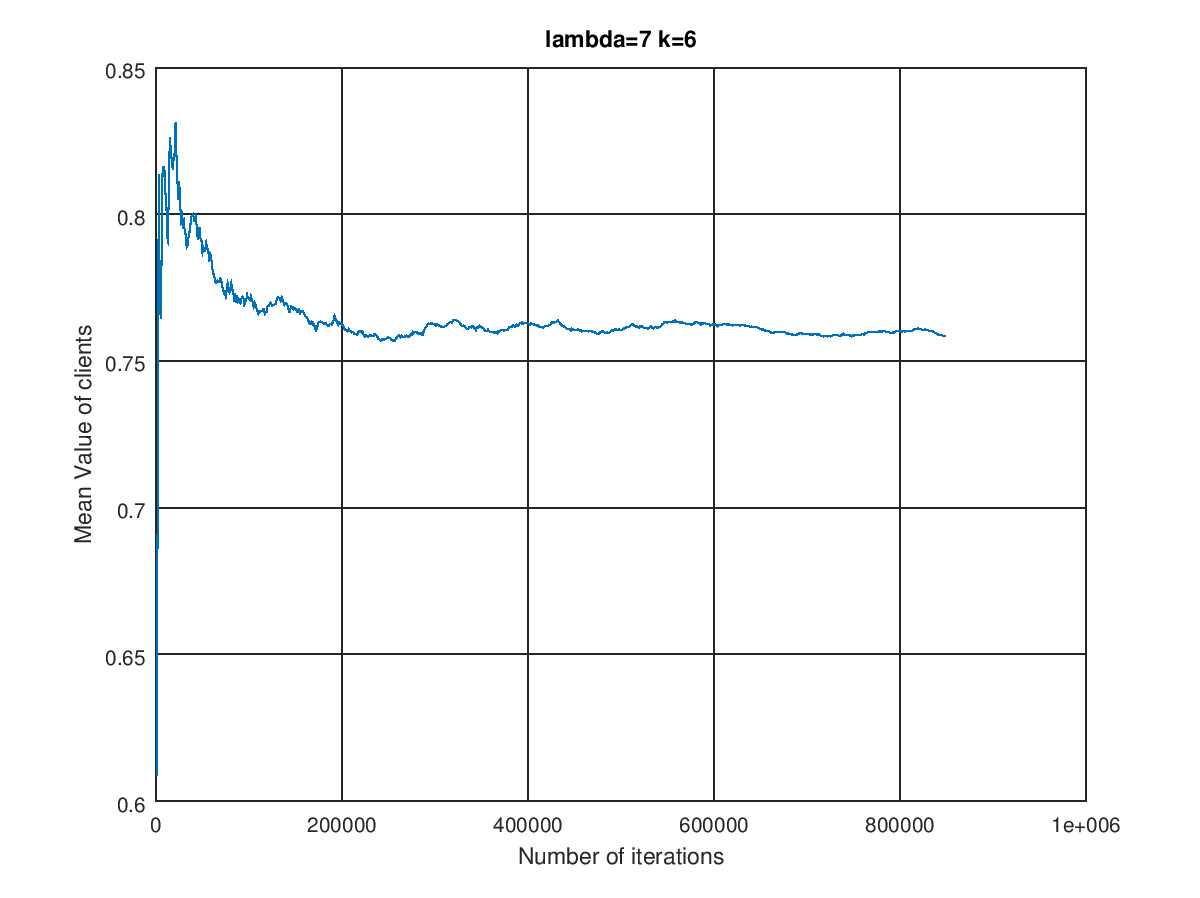 lambda=7 k=6
0.85
0.8
0.75
0.7
0.65
0.6
Mean Value of clients
0
200000
400000
600000
800000
1e+006
Number of iterations